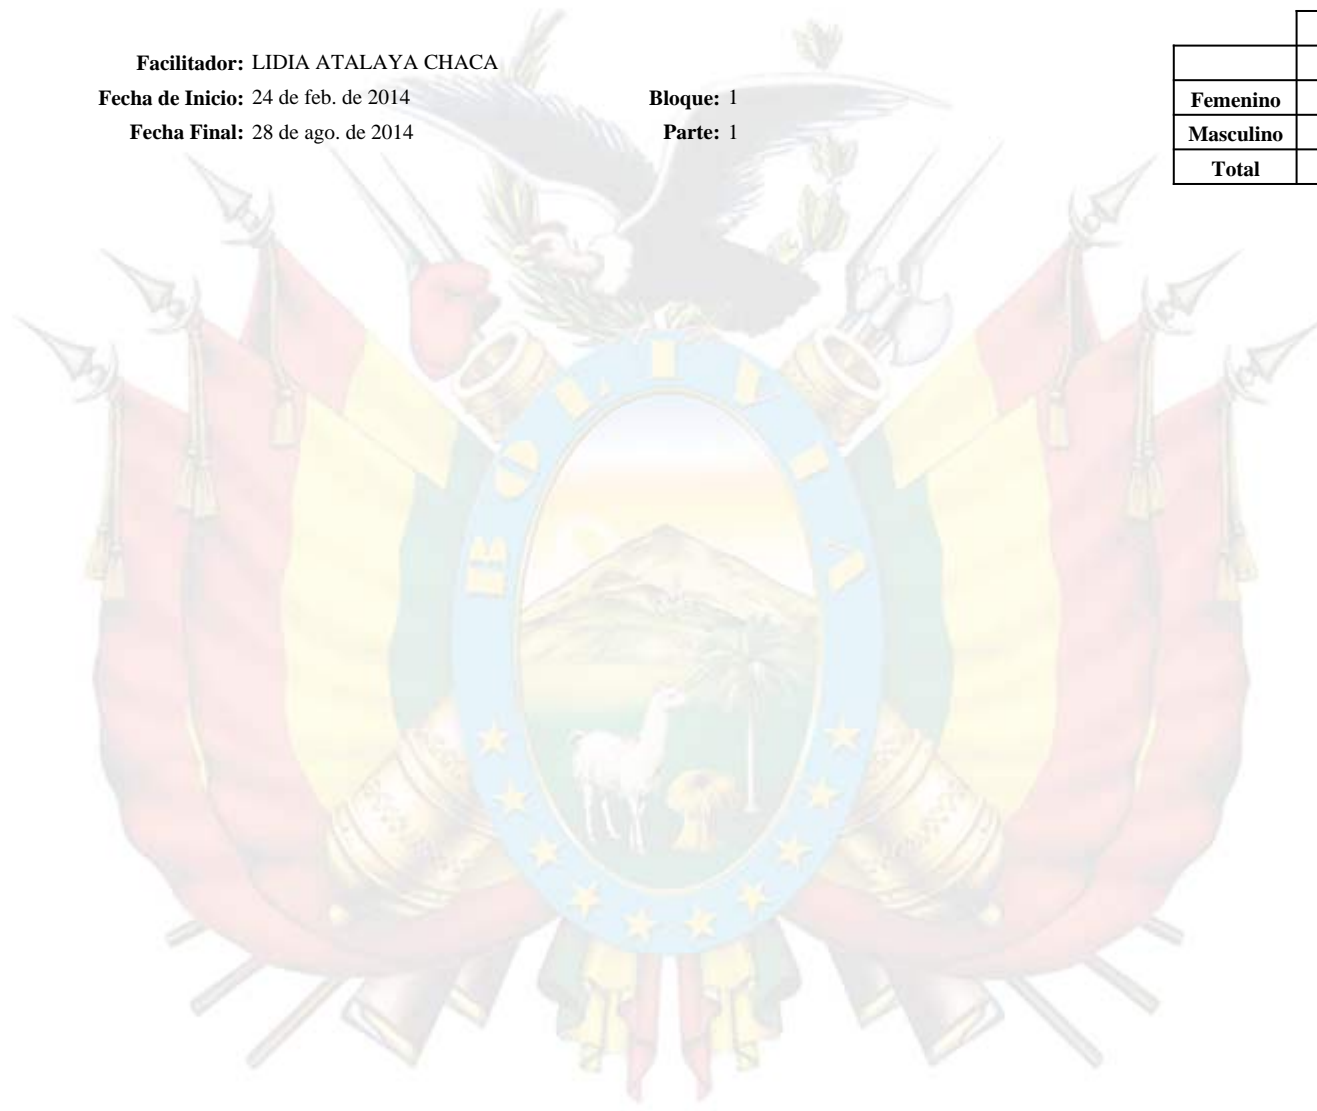 Facilitador: LIDIA ATALAYA CHACA
Fecha de Inicio: 24 de feb. de 2014
Bloque: 1
Fecha Final: 28 de ago. de 2014
Parte: 1
Femenino
Masculino
Total
BOLIVIA